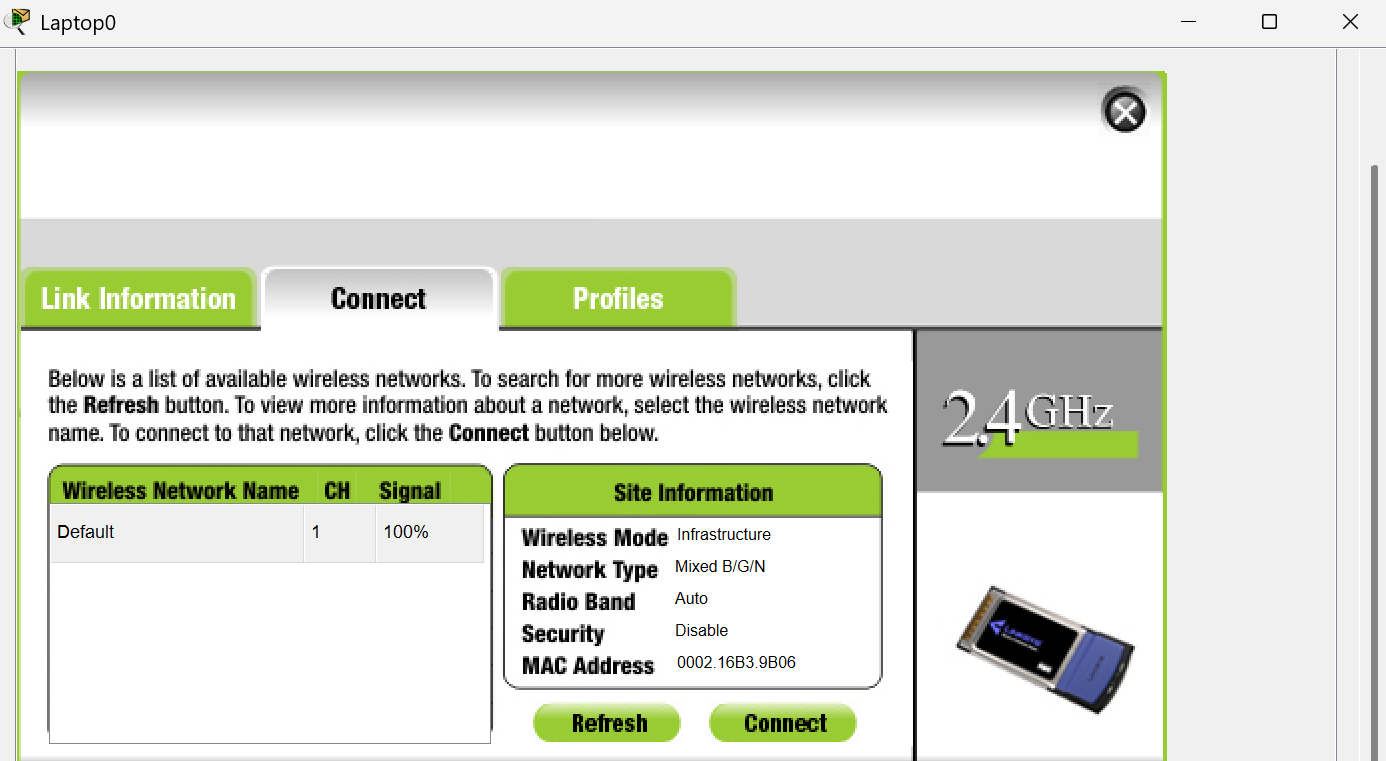 Laptop0
Link Information
Connect
Profiles
Below is a list of available wireless networks. To search for more wireless networks, click
the Refresh button. To view more information about a network, select the wireless network
name. To connect to that network, click the Connect button below.
2.4GHz
Wireless Network Name CH Signal
Default 1 100%
Site Information
Wireless Mode Infrastructure
Network Type Mixed B/G/N
Radio Band Auto
Security Disable
MAC Address 0002.16B3.9B06
Refresh
Connect